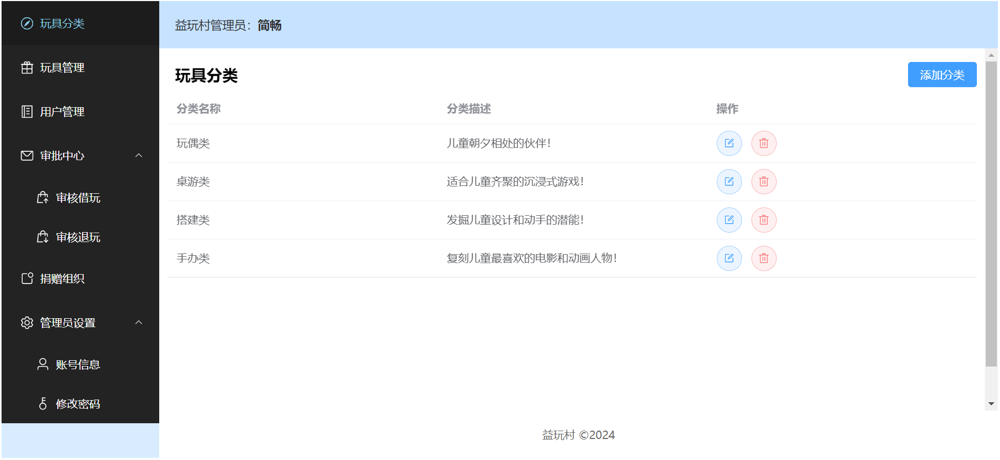 玩具分类
玩具管理
用户管理
审批中心
审核借玩
审核退玩
捐赠组织
管理员设置
账号信息
修改密码
益玩村管理员：简畅
玩具分类
添加分类
分类名称 分类描述 操作
玩偶类 儿童朝夕相处的伙伴！
桌游类 适合儿童齐聚的沉浸式游戏！
搭建类 发掘儿童设计和动手的潜能！
手办类 复刻儿童最喜欢的电影和动画人物！
益玩村 ©2024